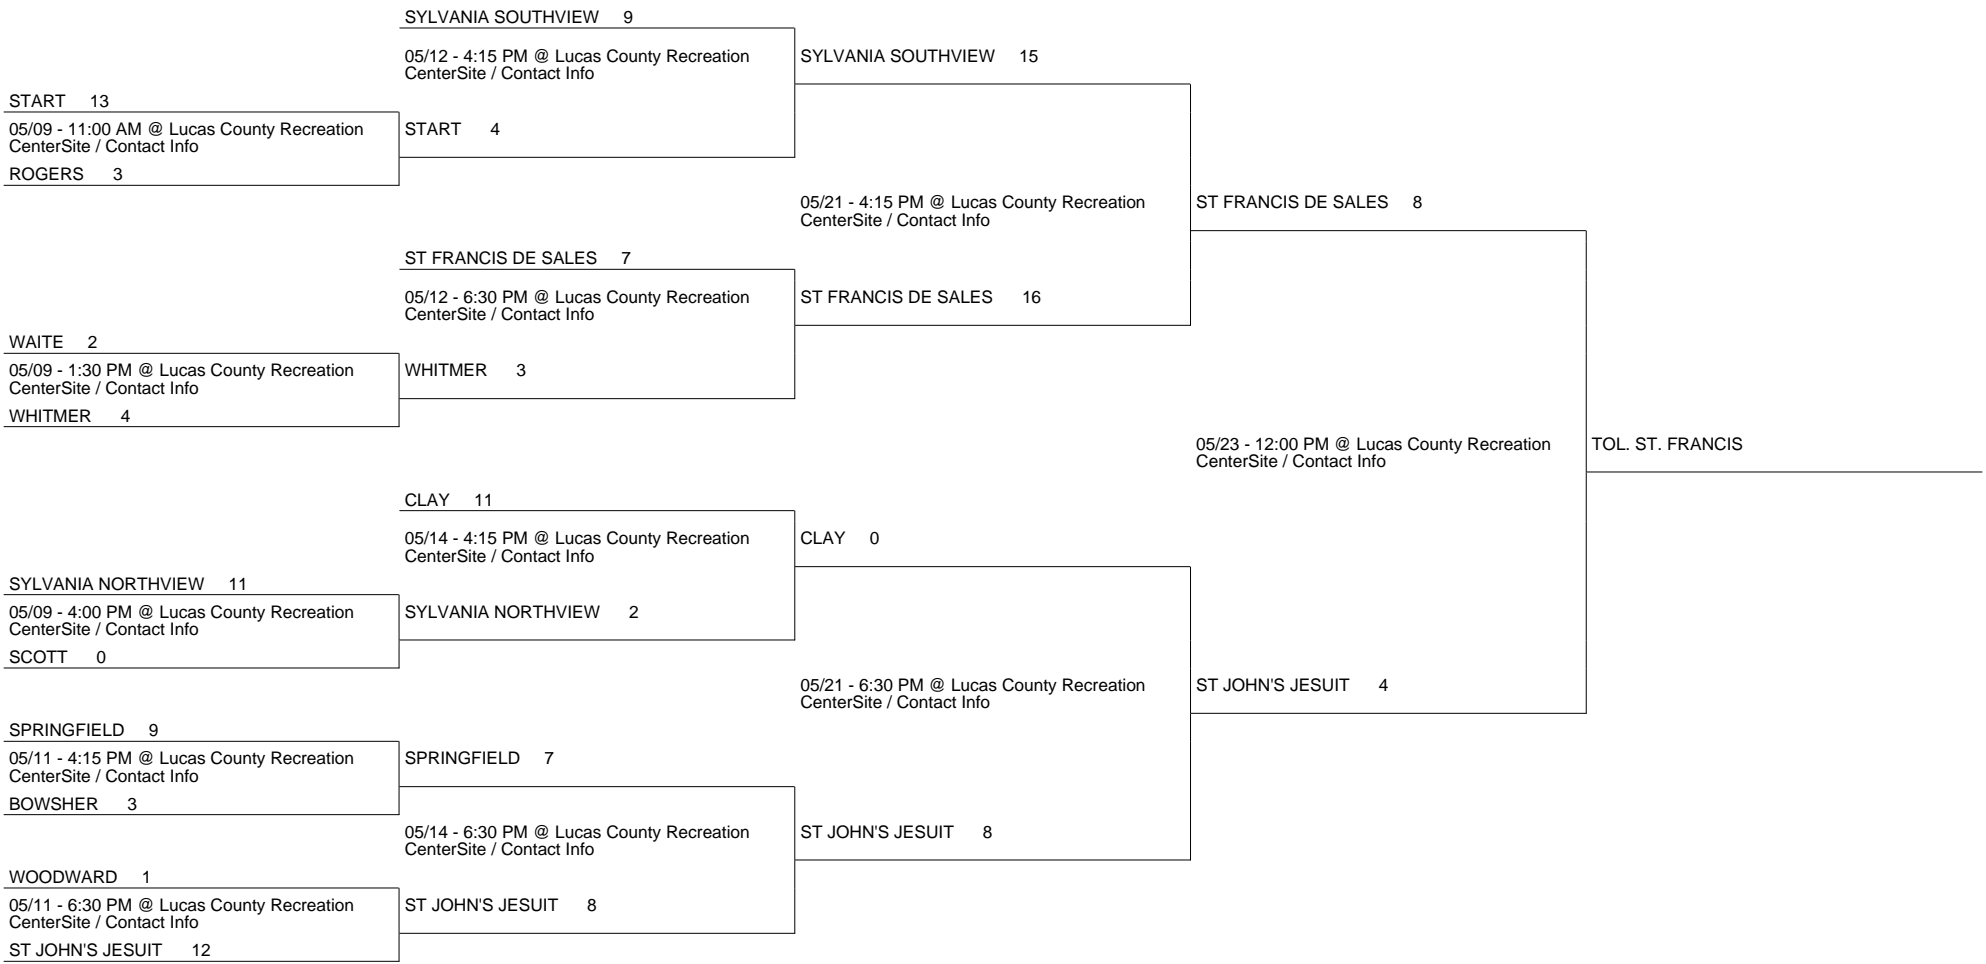 SYLVANIA SOUTHVIEW 9
05/12 - 4:15 PM @ Lucas County Recreation
CenterSite / Contact Info
SYLVANIA SOUTHVIEW 15
START 13
05/09 - 11:00 AM @ Lucas County Recreation
CenterSite / Contact Info
START 4
ROGERS 3
05/21 - 4:15 PM @ Lucas County Recreation
CenterSite / Contact Info
ST FRANCIS DE SALES 8
ST FRANCIS DE SALES 7
05/12 - 6:30 PM @ Lucas County Recreation
CenterSite / Contact Info
ST FRANCIS DE SALES 16
WAITE 2
05/09 - 1:30 PM @ Lucas County Recreation
CenterSite / Contact Info
WHITMER 3
WHITMER 4
05/23 - 12:00 PM @ Lucas County Recreation
CenterSite / Contact Info
TOL. ST. FRANCIS
CLAY 11
05/14 - 4:15 PM @ Lucas County Recreation
CenterSite / Contact Info
CLAY 0
SYLVANIA NORTHVIEW 11
05/09 - 4:00 PM @ Lucas County Recreation
CenterSite / Contact Info
SYLVANIA NORTHVIEW 2
SCOTT 0
05/21 - 6:30 PM @ Lucas County Recreation
CenterSite / Contact Info
ST JOHN'S JESUIT 4
SPRINGFIELD 9
05/11 - 4:15 PM @ Lucas County Recreation
CenterSite / Contact Info
SPRINGFIELD 7
BOWSHER 3
05/14 - 6:30 PM @ Lucas County Recreation
CenterSite / Contact Info
ST JOHN'S JESUIT 8
WOODWARD 1
05/11 - 6:30 PM @ Lucas County Recreation
CenterSite / Contact Info
ST JOHN'S JESUIT 8
ST JOHN'S JESUIT 12